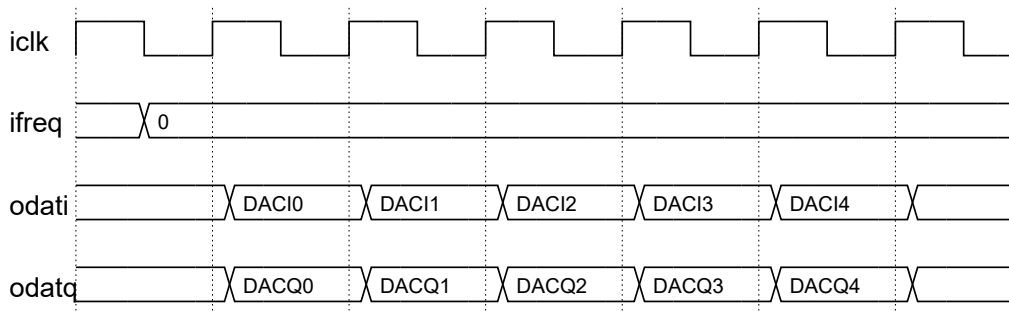 iclk
ifreq 0
odati DACI0 DACI1 DACI2 DACI3 DACI4
odatq DACQ0 DACQ1 DACQ2 DACQ3 DACQ4